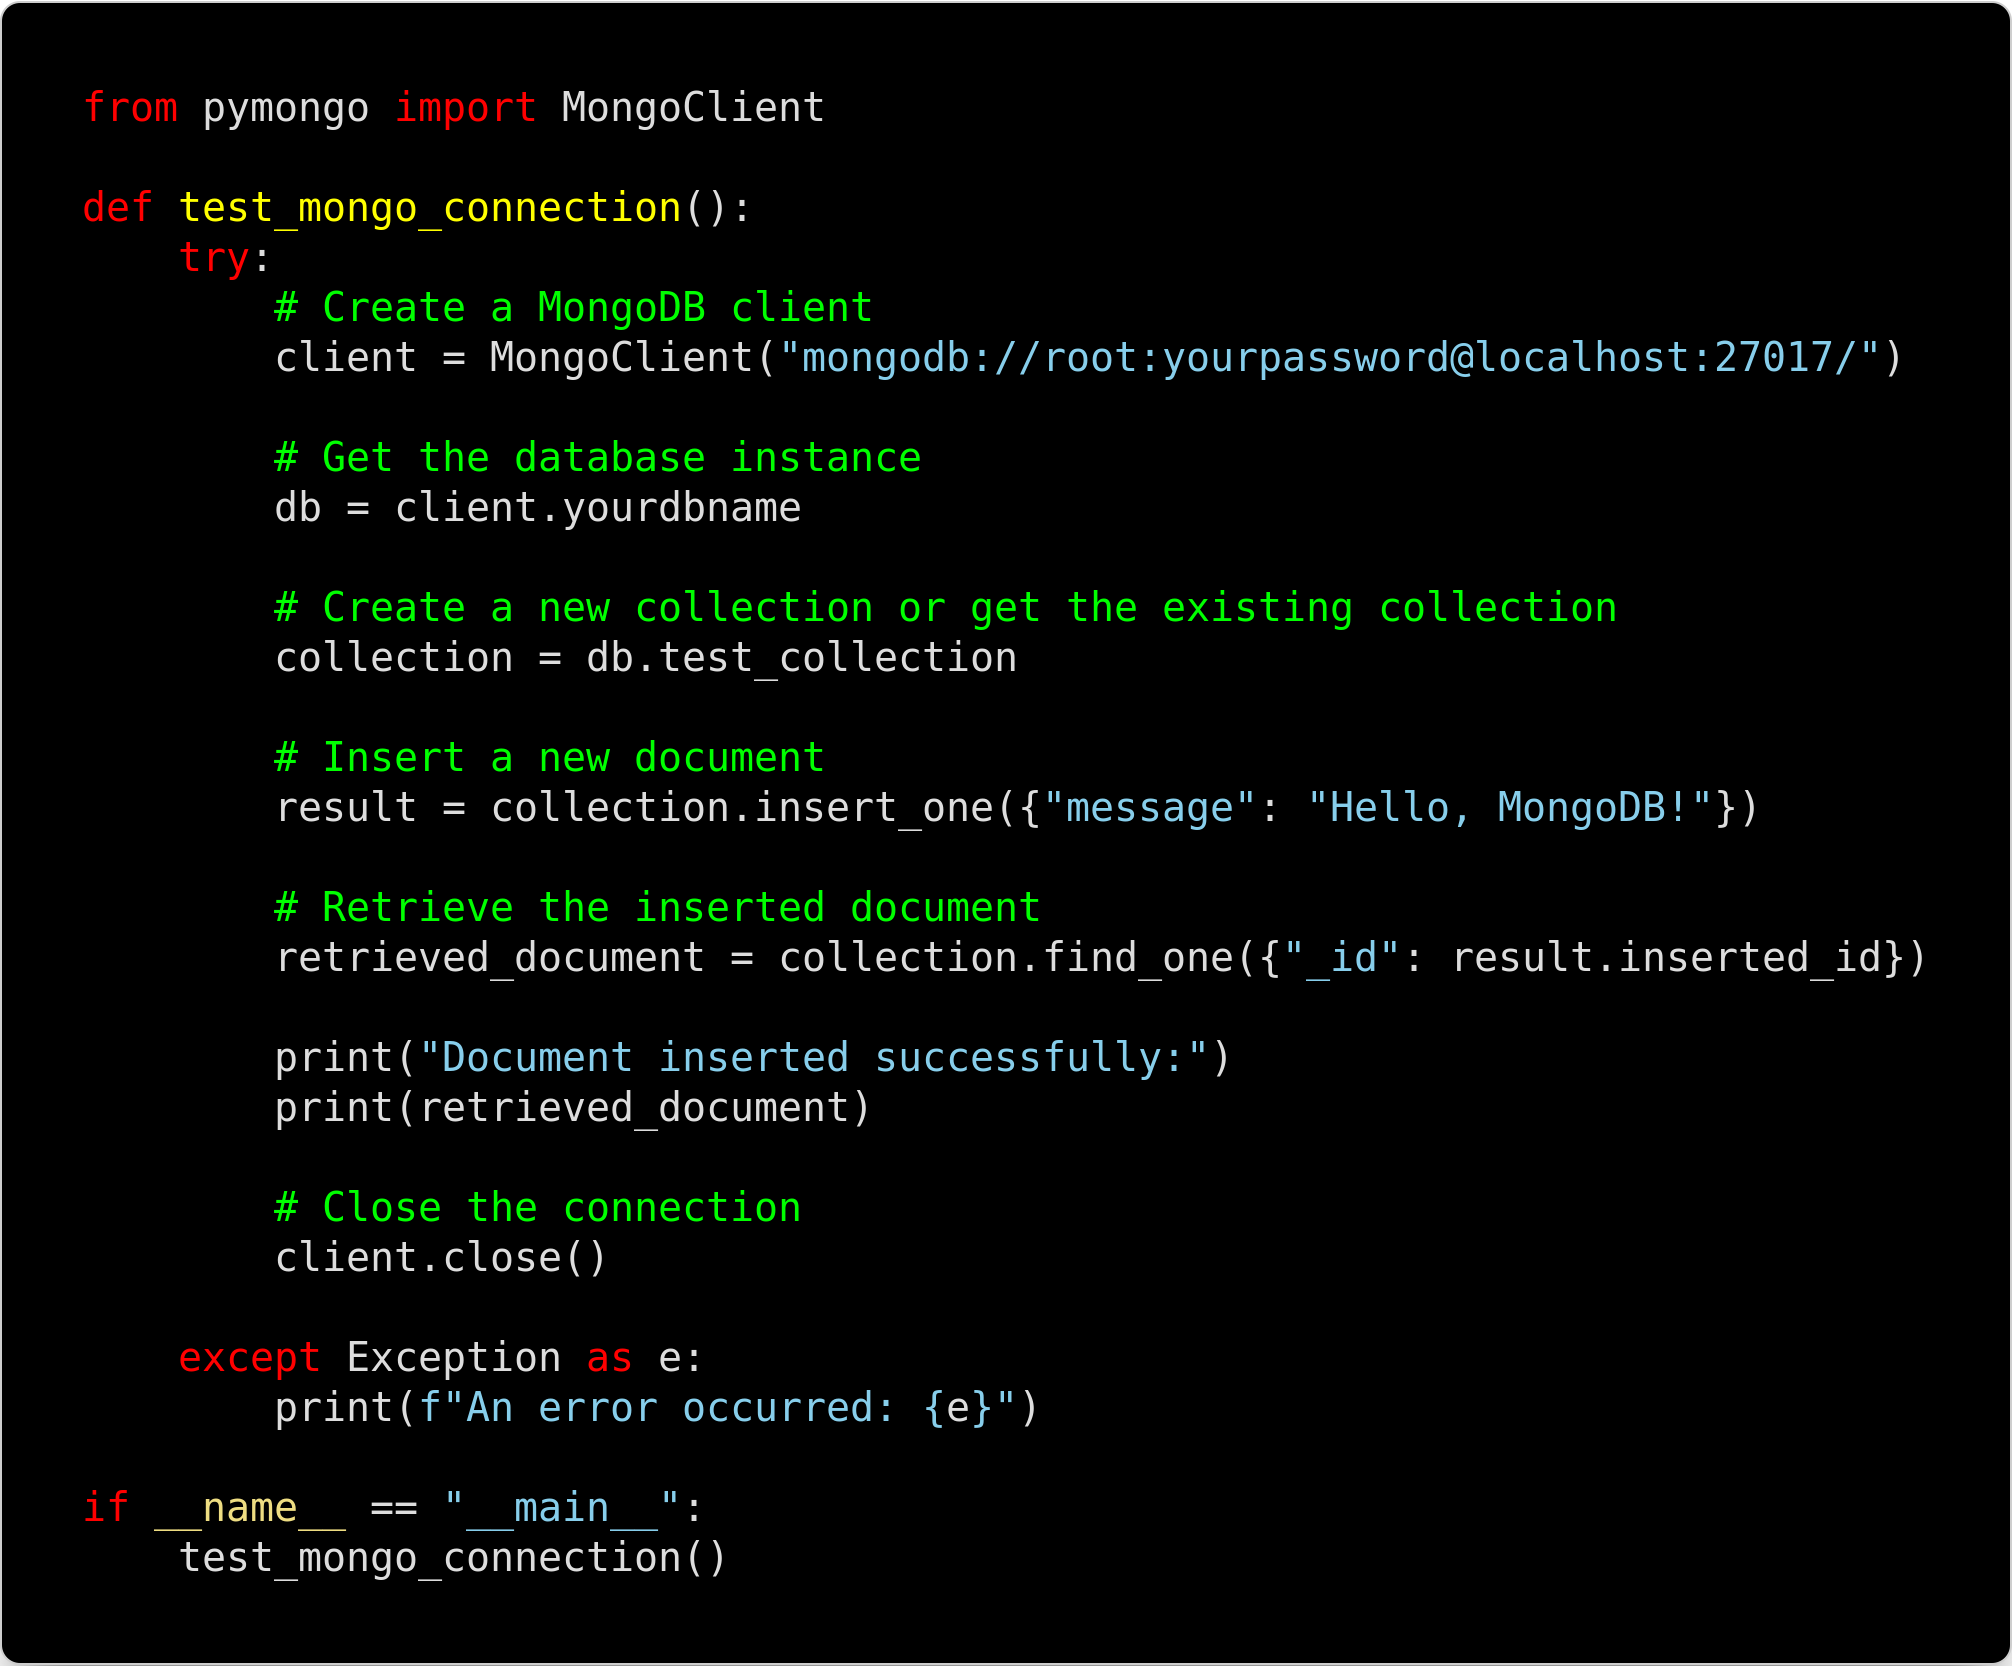 from pymongo import MongoClient

def test_mongo_connection():
    try:
        # Create a MongoDB client
        client = MongoClient("mongodb://root:yourpassword@localhost:27017/")

        # Get the database instance
        db = client.yourdbname

        # Create a new collection or get the existing collection
        collection = db.test_collection

        # Insert a new document
        result = collection.insert_one({"message": "Hello, MongoDB!"})

        # Retrieve the inserted document
        retrieved_document = collection.find_one({"_id": result.inserted_id})

        print("Document inserted successfully:")
        print(retrieved_document)

        # Close the connection
        client.close()

    except Exception as e:
        print(f"An error occurred: {e}")

if __name__ == "__main__":
    test_mongo_connection()